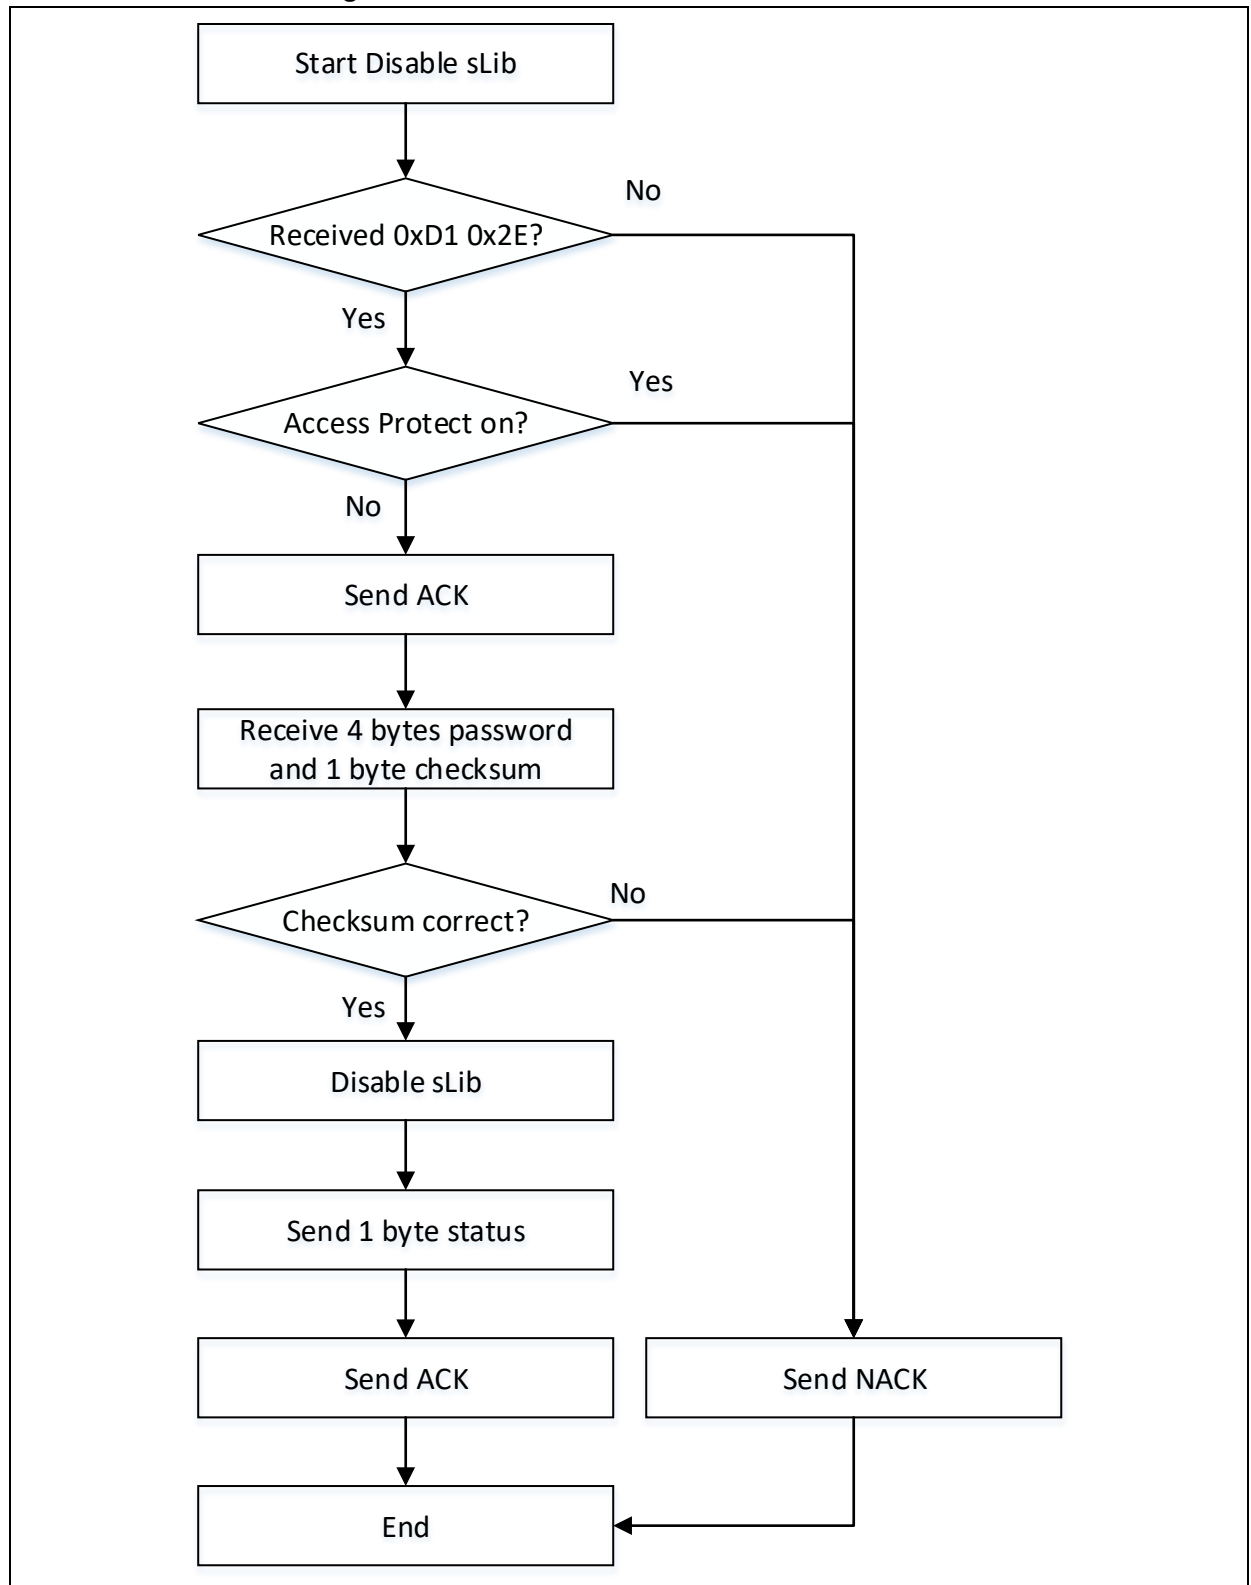 Start Disable sLib
No
Received 0xD1 0x2E?
Yes
Yes
Access Protect on?
No
Send ACK
Receive 4 bytes password
and 1 byte checksum
No
Checksum correct?
Yes
Disable sLib
Send 1 byte status
Send ACK
Send NACK
End